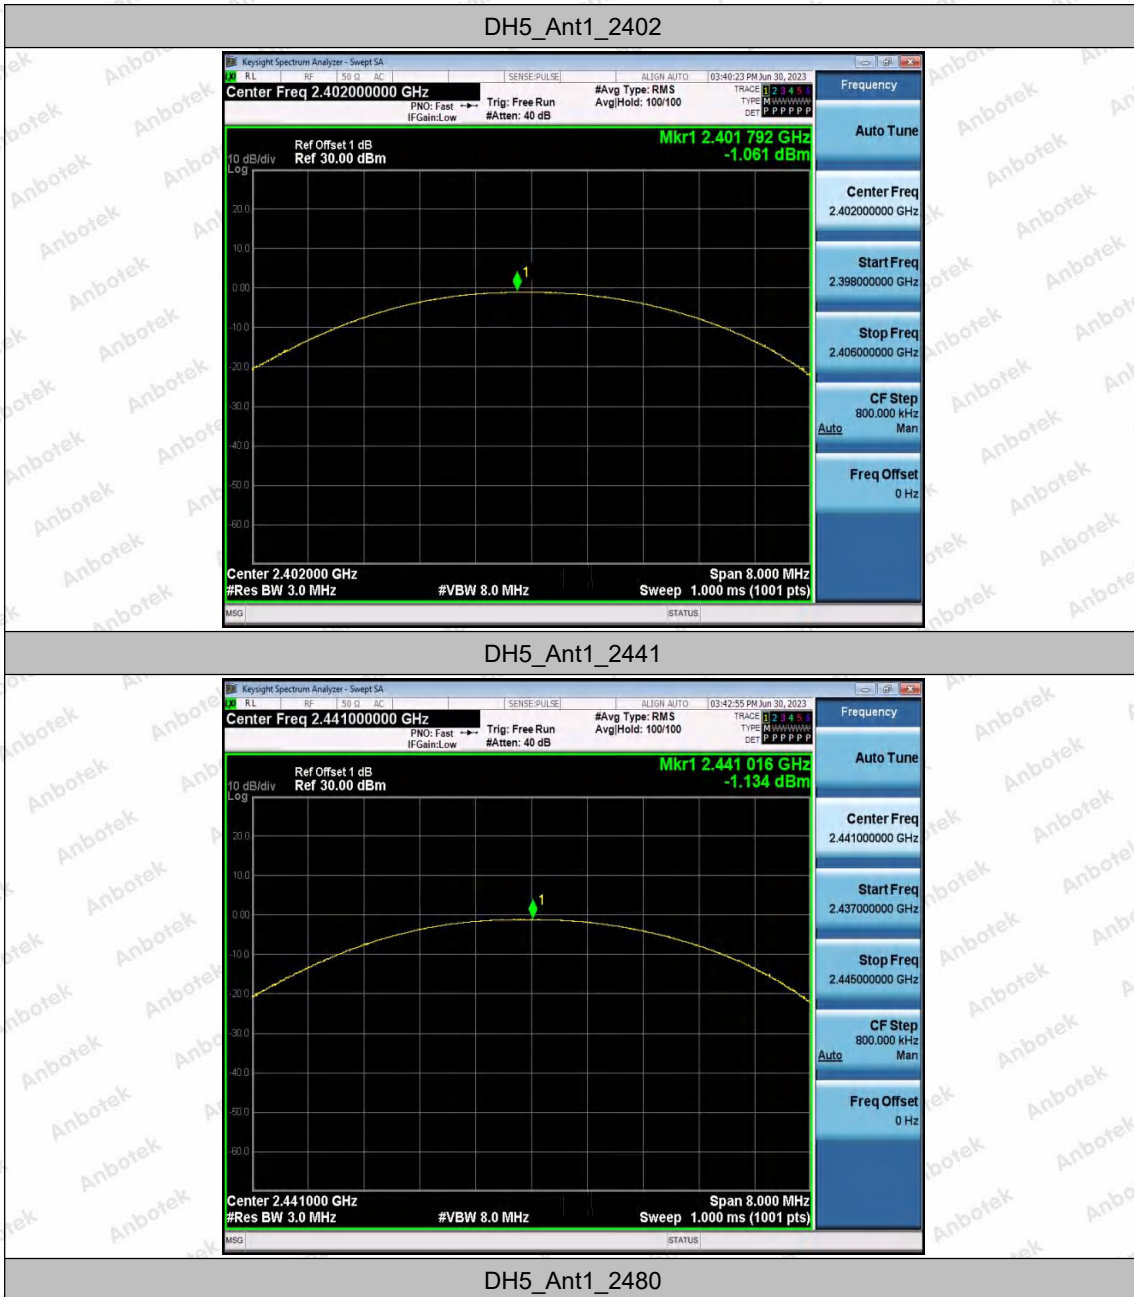 DH5_Ant1_2402
Keysight Spectrum Analyzer - Swept SA
RL RF 50 Ω AC SENSE:PULSE ALIGN AUTO 03:40:23 PM Jun 30, 2023
Center Freq 2.402000000 GHz
PNO: Fast Trig: Free Run #Avg Type: RMS TRACE 1 2 3 4 5 6
IFGain:Low #Atten: 40 dB Avg|Hold: 100/100 TYPE M WWWWW
DET P P P P P P
Frequency
Auto Tune
Mkr1 2.401 792 GHz
-1.061 dBm
Ref Offset 1 dB
10 dB/div Ref 30.00 dBm
Log
20.0
10.0
0.00
-10.0
-20.0
-30.0
-40.0
-50.0
-60.0
1
Center Freq
2.402000000 GHz
Start Freq
2.398000000 GHz
Stop Freq
2.406000000 GHz
CF Step
800.000 kHz
Auto Man
Freq Offset
0 Hz
Center 2.402000 GHz Span 8.000 MHz
#Res BW 3.0 MHz #VBW 8.0 MHz Sweep 1.000 ms (1001 pts)
MSG STATUS
DH5_Ant1_2441
Keysight Spectrum Analyzer - Swept SA
RL RF 50 Ω AC SENSE:PULSE ALIGN AUTO 03:42:55 PM Jun 30, 2023
Center Freq 2.441000000 GHz
PNO: Fast Trig: Free Run #Avg Type: RMS TRACE 1 2 3 4 5 6
IFGain:Low #Atten: 40 dB Avg|Hold: 100/100 TYPE M WWWWW
DET P P P P P P
Frequency
Auto Tune
Mkr1 2.441 016 GHz
-1.134 dBm
Ref Offset 1 dB
10 dB/div Ref 30.00 dBm
Log
20.0
10.0
0.00
-10.0
-20.0
-30.0
-40.0
-50.0
-60.0
1
Center Freq
2.441000000 GHz
Start Freq
2.437000000 GHz
Stop Freq
2.445000000 GHz
CF Step
800.000 kHz
Auto Man
Freq Offset
0 Hz
Center 2.441000 GHz Span 8.000 MHz
#Res BW 3.0 MHz #VBW 8.0 MHz Sweep 1.000 ms (1001 pts)
MSG STATUS
DH5_Ant1_2480
Anbotek